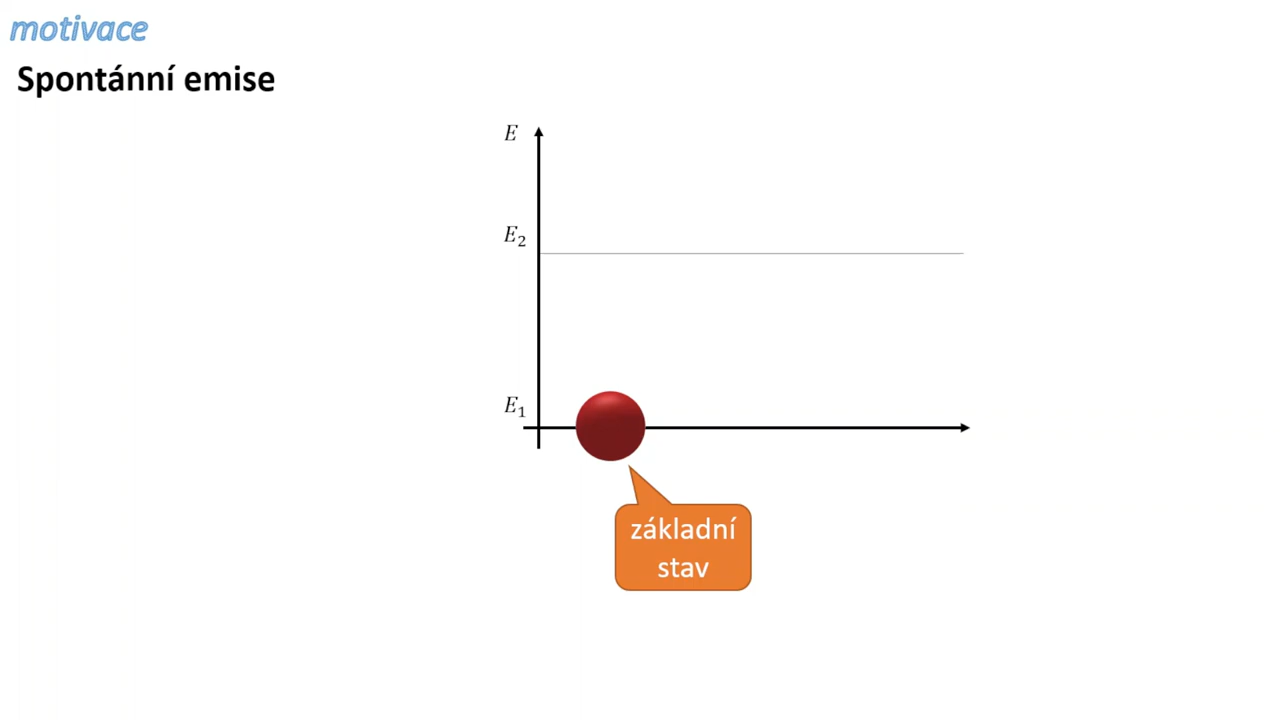 motivace
Spontánní emise
E
E₂
E₁
základní
stav